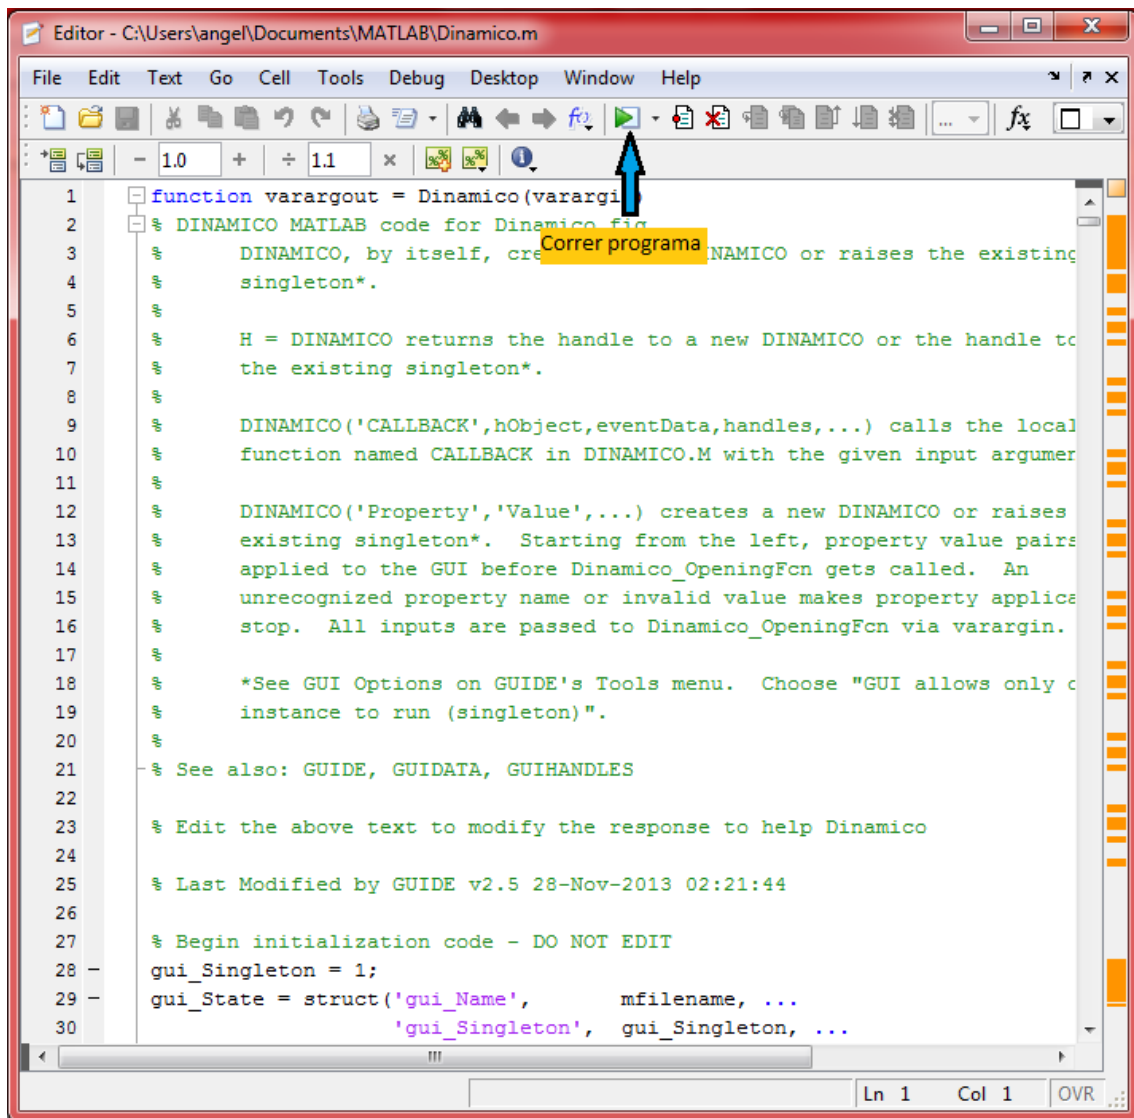 Editor - C:\Users\angel\Documents\MATLAB\Dinamico.m
File Edit Text Go Cell Tools Debug Desktop Window Help
... fx
− 1.0 + ÷ 1.1 ×
1 function varargout = Dinamico(varargi
2 % DINAMICO MATLAB code for Dinamico.fig
Correr programa
3 % DINAMICO, by itself, cre INAMICO or raises the existing
4 % singleton*.
5 %
6 % H = DINAMICO returns the handle to a new DINAMICO or the handle to
7 % the existing singleton*.
8 %
9 % DINAMICO('CALLBACK',hObject,eventData,handles,...) calls the local
10 % function named CALLBACK in DINAMICO.M with the given input argumen
11 %
12 % DINAMICO('Property','Value',...) creates a new DINAMICO or raises
13 % existing singleton*. Starting from the left, property value pairs
14 % applied to the GUI before Dinamico_OpeningFcn gets called. An
15 % unrecognized property name or invalid value makes property applica
16 % stop. All inputs are passed to Dinamico_OpeningFcn via varargin.
17 %
18 % *See GUI Options on GUIDE's Tools menu. Choose "GUI allows only o
19 % instance to run (singleton)".
20 %
21 % See also: GUIDE, GUIDATA, GUIHANDLES
22
23 % Edit the above text to modify the response to help Dinamico
24
25 % Last Modified by GUIDE v2.5 28-Nov-2013 02:21:44
26
27 % Begin initialization code - DO NOT EDIT
28 − gui_Singleton = 1;
29 − gui_State = struct('gui_Name', mfilename, ...
30 'gui_Singleton', gui_Singleton, ...
Ln 1 Col 1 OVR